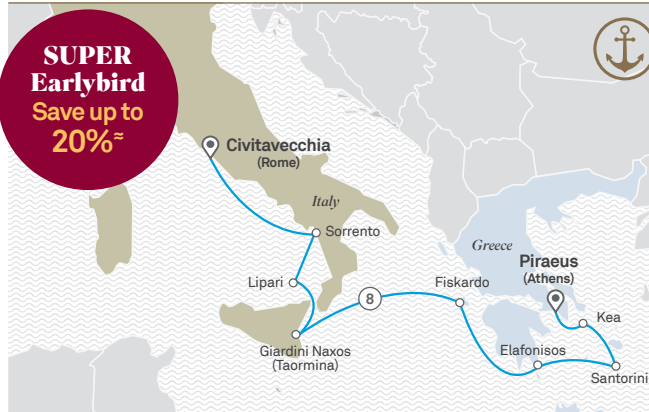 SUPER
Earlybird
Save up to
20%≈
Civitavecchia
(Rome)
Italy
Sorrento
Greece
Piraeus
(Athens)
Lipari
8
Fiskardo
Kea
Giardini Naxos
(Taormina)
Elafonisos
Santorini